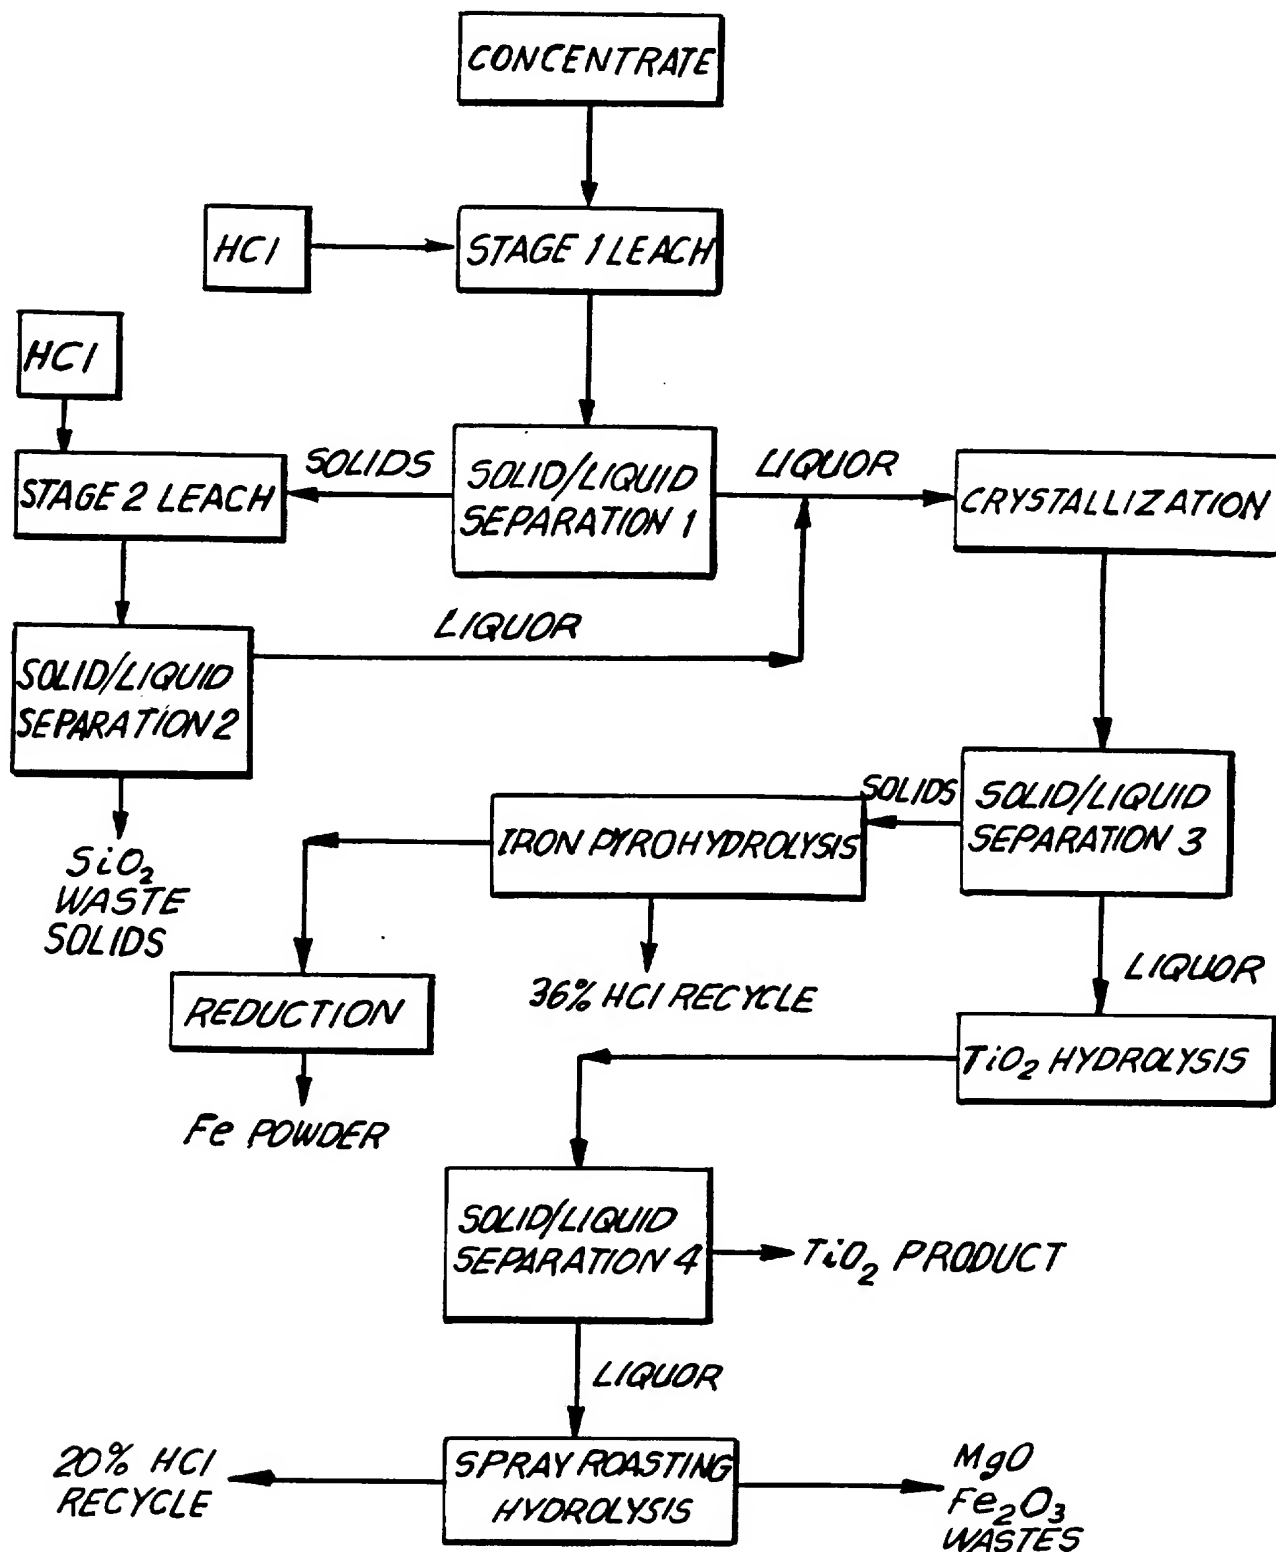 CONCENTRATE
HCl
STAGE 1 LEACH
HCl
STAGE 2 LEACH
SOLIDS
SOLID/LIQUID
SEPARATION 1
LIQUOR
CRYSTALLIZATION
LIQUOR
SOLID/LIQUID
SEPARATION 2
SiO₂
WASTE
SOLIDS
IRON PYROHYDROLYSIS
SOLIDS
SOLID/LIQUID
SEPARATION 3
REDUCTION
36% HCl RECYCLE
LIQUOR
TiO₂ HYDROLYSIS
Fe POWDER
SOLID/LIQUID
SEPARATION 4
TiO₂ PRODUCT
LIQUOR
20% HCl
RECYCLE
SPRAY ROASTING
HYDROLYSIS
MgO
Fe₂O₃
WASTES